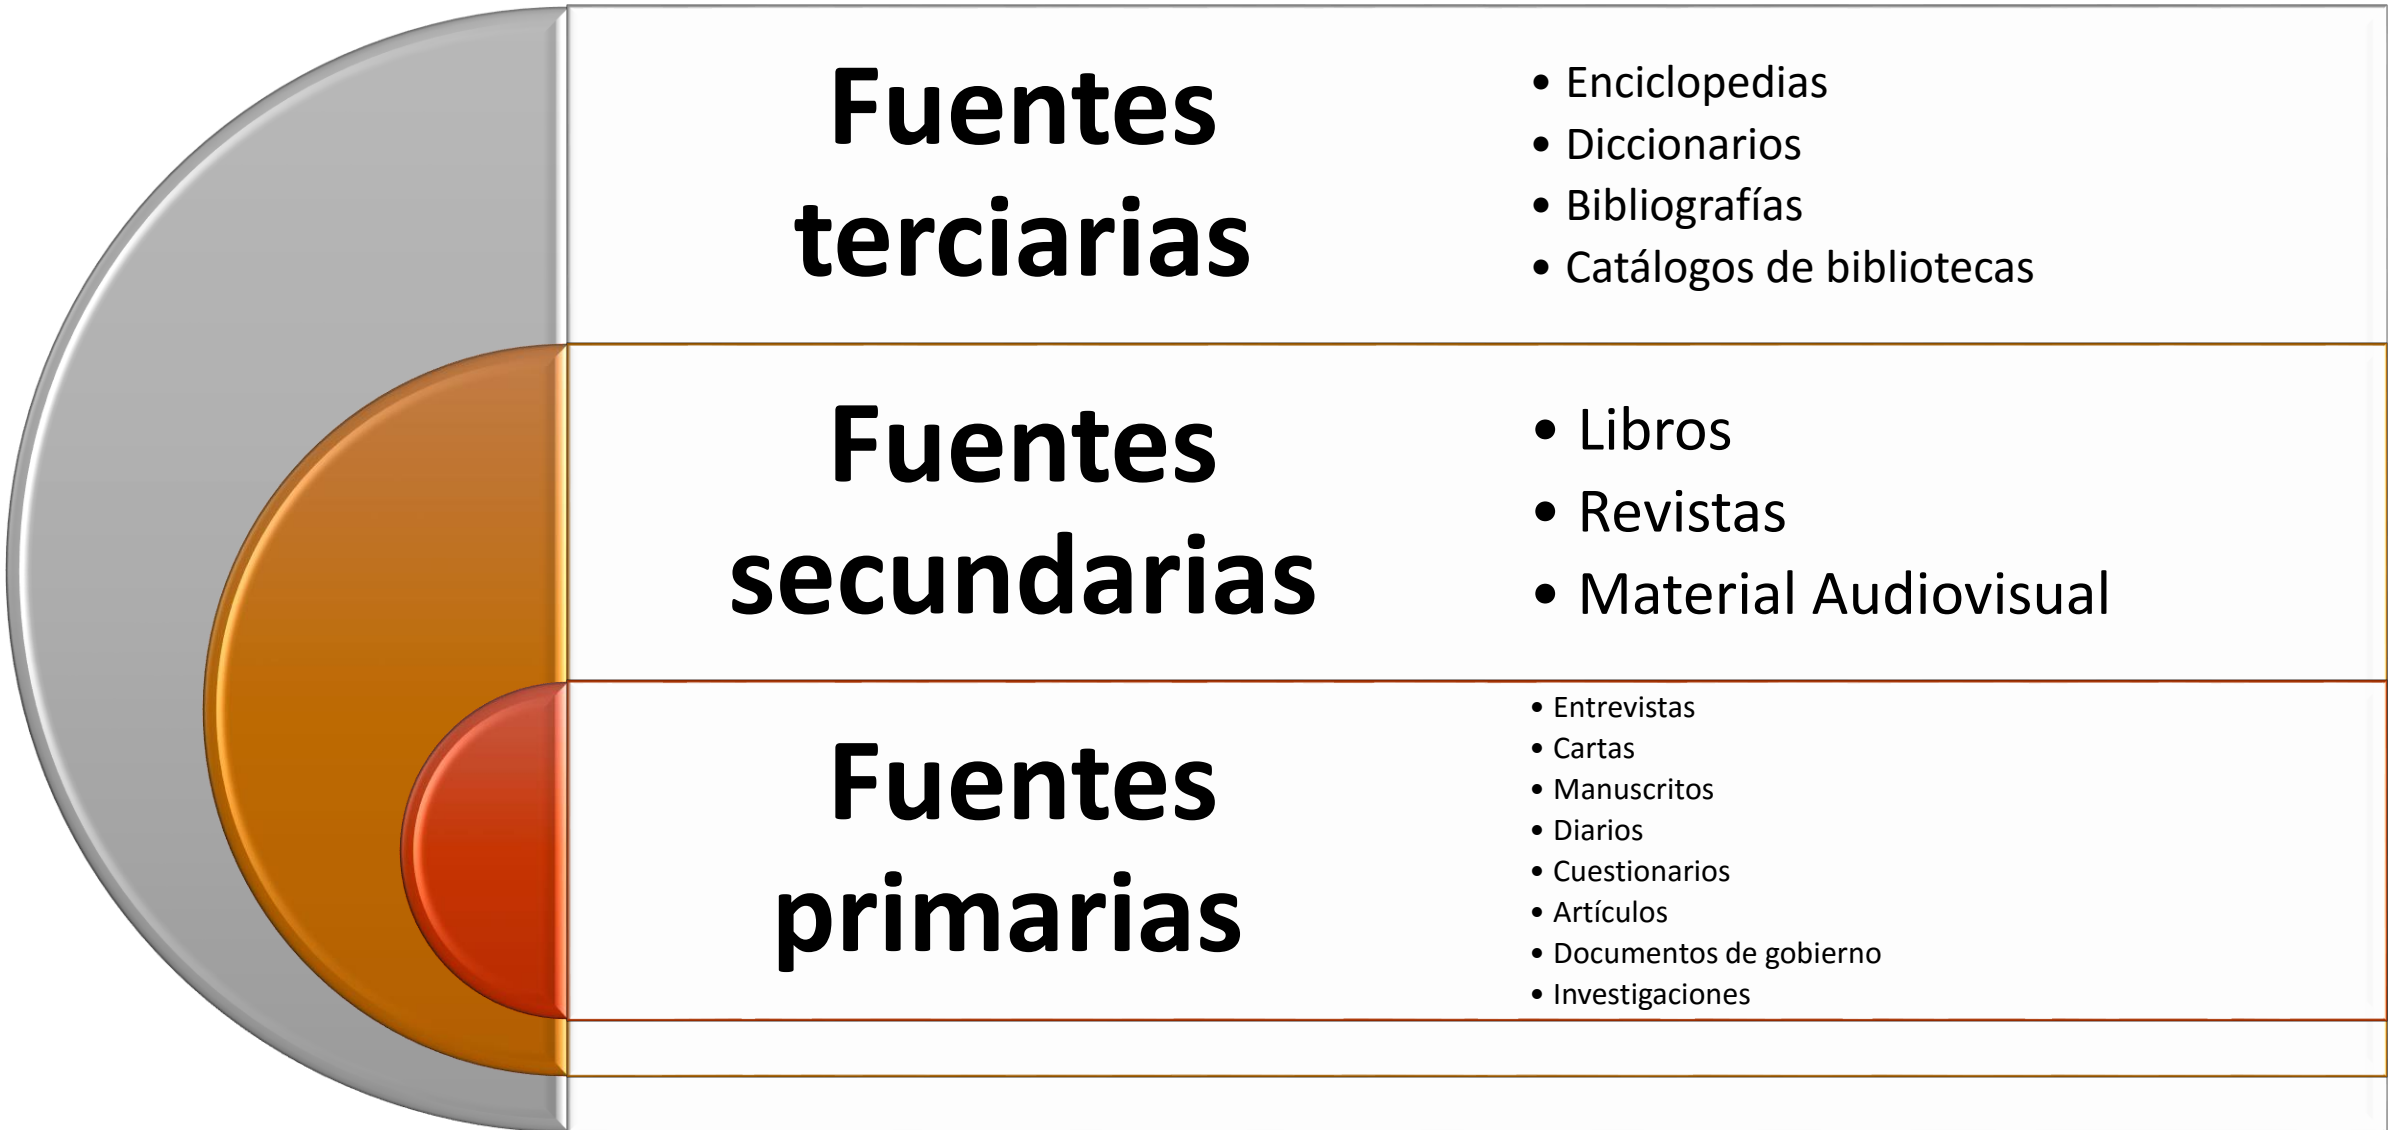 Fuentes
terciarias
• Enciclopedias
• Diccionarios
• Bibliografías
• Catálogos de bibliotecas
Fuentes
secundarias
• Libros
• Revistas
• Material Audiovisual
Fuentes
primarias
• Entrevistas
• Cartas
• Manuscritos
• Diarios
• Cuestionarios
• Artículos
• Documentos de gobierno
• Investigaciones